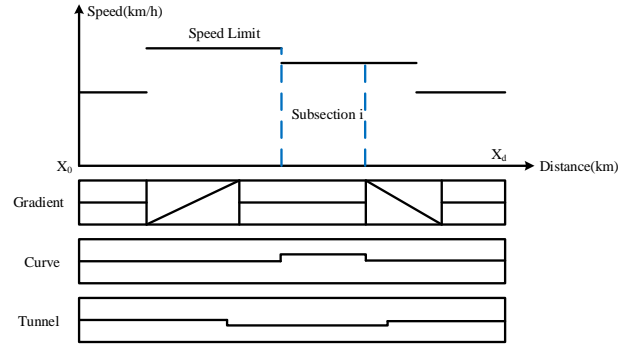 Speed(km/h)
Speed Limit
Subsection i
X0
Xd
Distance(km)
Gradient
Curve
Tunnel